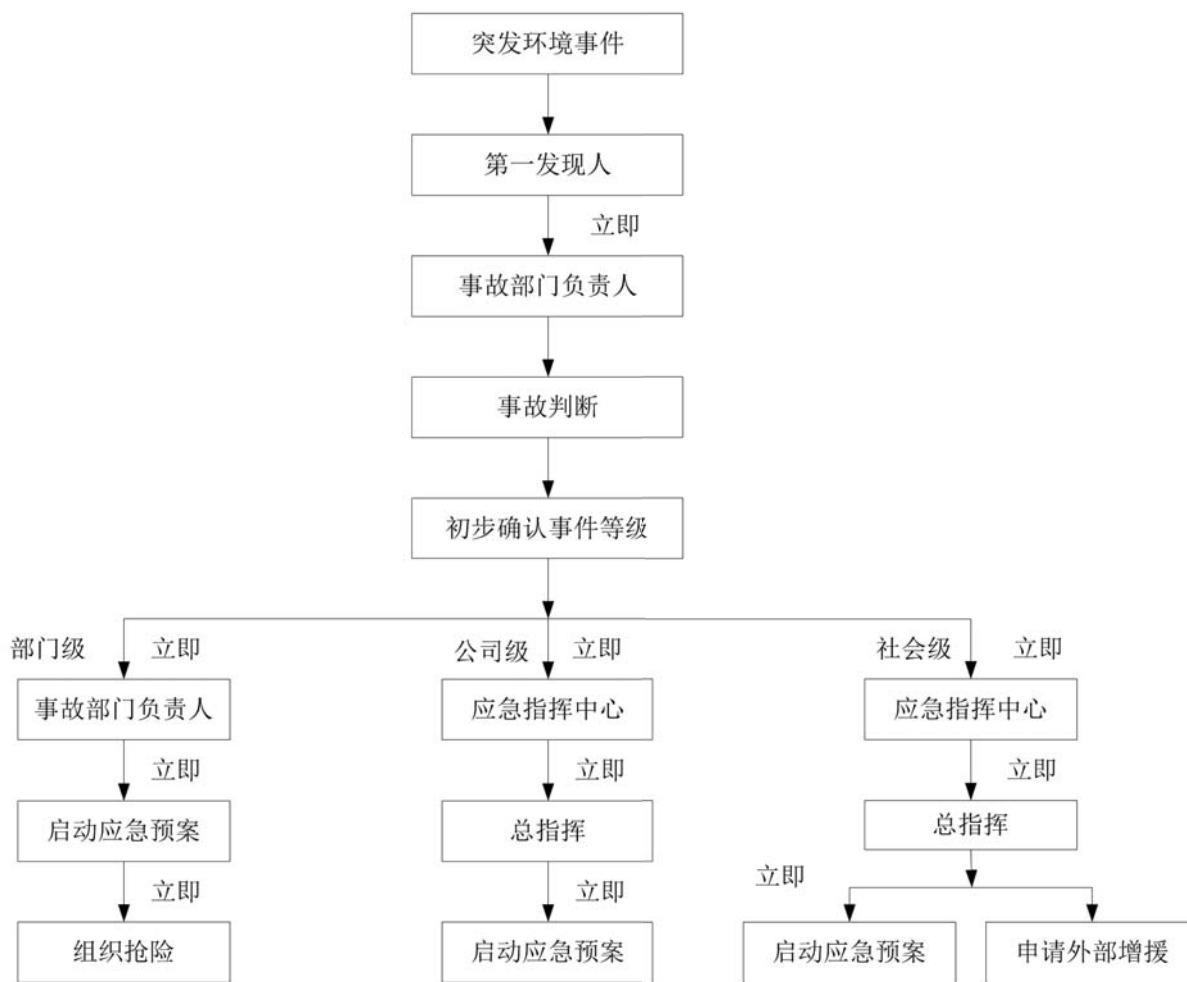 突发环境事件
第一发现人
立即
事故部门负责人
事故判断
初步确认事件等级
部门级 立即 公司级 立即 社会级 立即
事故部门负责人 应急指挥中心 应急指挥中心
立即 立即 立即
启动应急预案 总指挥 总指挥
立即 立即 立即
组织抢险 启动应急预案 启动应急预案 申请外部增援